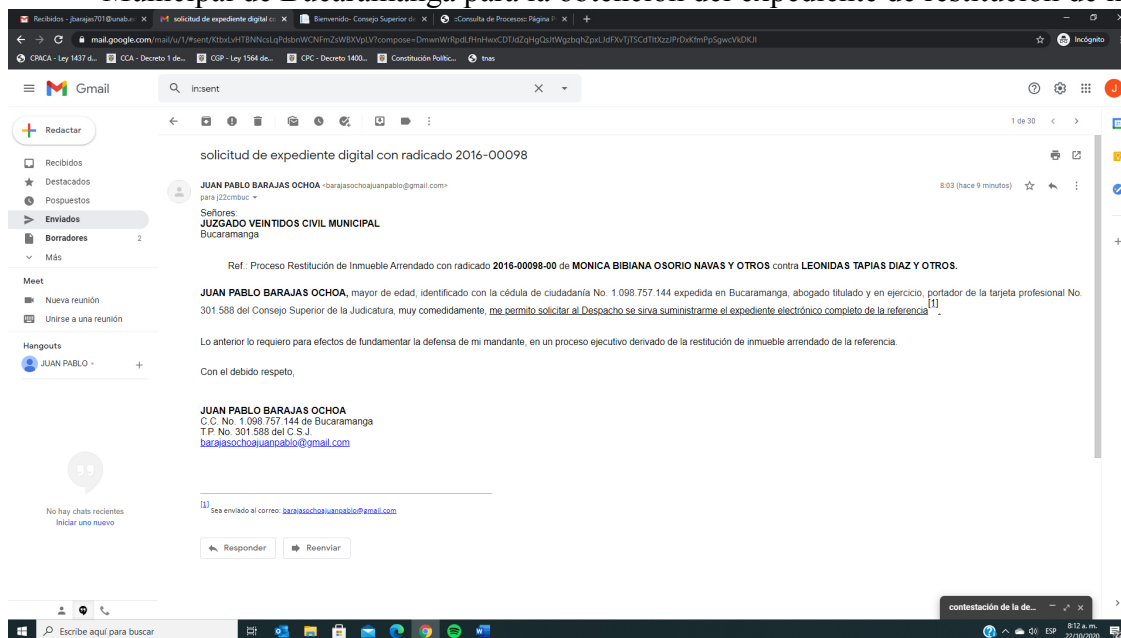 Municipal de Bucaramanga para la obtención del expediente de restitución de
Recibidos - jbarajas701@unab.e
solicitud de expediente digital co
Bienvenido- Consejo Superior de
::Consulta de Procesos: Página P
mail.google.com/mail/u/1/#sent/KtbxLvHTBNNcsLqPdsbnWCNFmZsWBXVpLV?compose=
Incógnito
CPACA - Ley 1437 d...
CCA - Decreto 1 de...
CGP - Ley 1564 de...
CPC - Decreto 1400...
Constitución Polític...
tnas
Gmail
in:sent
J
Redactar
1 de 30
Recibidos
Destacados
Pospuestos
Enviados
Borradores 2
Más
Meet
Nueva reunión
Unirse a una reunión
Hangouts
JUAN PABLO
No hay chats recientes
Iniciar uno nuevo
solicitud de expediente digital con radicado 2016-00098
JUAN PABLO BARAJAS OCHOA <barajasochoajuanpablo@gmail.com>
8:03 (hace 9 minutos)
para j22cmbuc
Señores:
JUZGADO VEINTIDOS CIVIL MUNICIPAL
Bucaramanga
Ref.: Proceso Restitución de Inmueble Arrendado con radicado 2016-00098-00 de MONICA BIBIANA OSORIO NAVAS Y OTROS contra LEONIDAS TAPIAS DIAZ Y OTROS.
JUAN PABLO BARAJAS OCHOA, mayor de edad, identificado con la cédula de ciudadanía No. 1.098.757.144 expedida en Bucaramanga, abogado titulado y en ejercicio, portador de la tarjeta profesional No.
301.588 del Consejo Superior de la Judicatura, muy comedidamente, me permito solicitar al Despacho se sirva suministrarme el expediente electrónico completo de la referencia[1].
Lo anterior lo requiero para efectos de fundamentar la defensa de mi mandante, en un proceso ejecutivo derivado de la restitución de inmueble arrendado de la referencia.
Con el debido respeto,
JUAN PABLO BARAJAS OCHOA
C.C. No. 1.098.757.144 de Bucaramanga
T.P. No. 301.588 del C.S.J.
barajasochoajuanpablo@gmail.com
[1] Sea enviado al correo: barajasochoajuanpablo@gmail.com
Responder
Reenviar
contestación de la de...
Escribe aquí para buscar
ESP
8:12 a. m.
22/10/2020